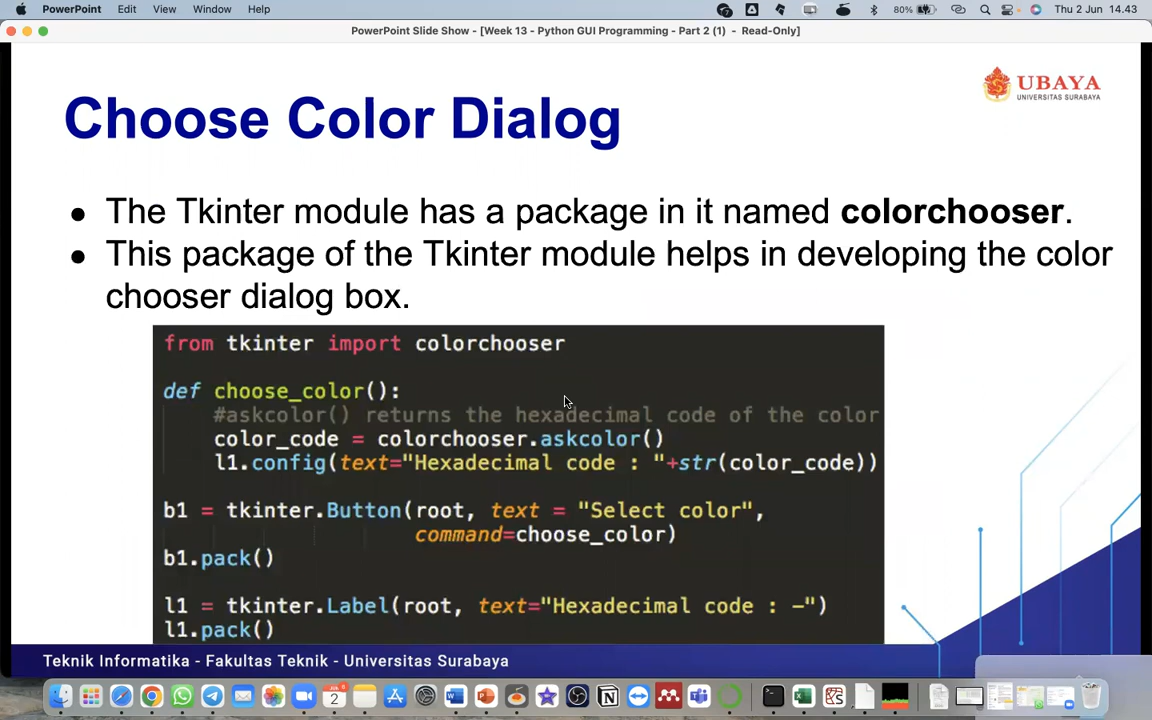 PowerPoint Edit View Window Help 80% Thu 2 Jun 14.43
PowerPoint Slide Show - [Week 13 - Python GUI Programming - Part 2 (1) - Read-Only]
UBAYA
UNIVERSITAS SURABAYA
Choose Color Dialog
● The Tkinter module has a package in it named colorchooser.
● This package of the Tkinter module helps in developing the color
chooser dialog box.
from tkinter import colorchooser
def choose_color():
#askcolor() returns the hexadecimal code of the color
color_code = colorchooser.askcolor()
l1.config(text="Hexadecimal code : "+str(color_code))
b1 = tkinter.Button(root, text = "Select color",
command=choose_color)
b1.pack()
l1 = tkinter.Label(root, text="Hexadecimal code : -")
l1.pack()
Teknik Informatika - Fakultas Teknik - Universitas Surabaya